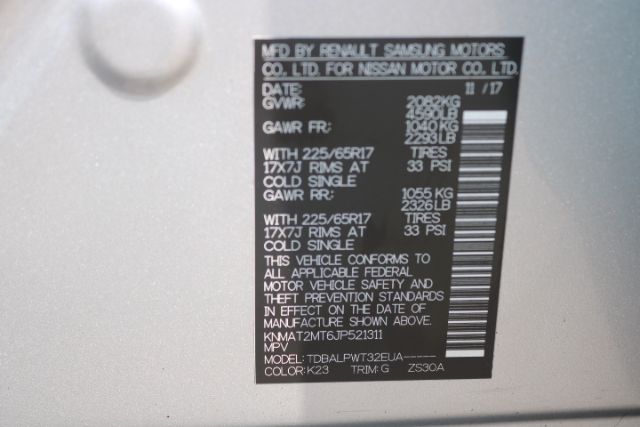 MFD. BY RENAULT SAMSUNG MOTORS
CO., LTD. FOR NISSAN MOTOR CO., LTD.
DATE: 11 / 17
GVWR: 2082KG
4590LB
GAWR FR: 1040 KG
2293 LB
WITH 225/65R17 TIRES
17X7J RIMS AT 33 PSI
COLD SINGLE
GAWR RR: 1055 KG
2326 LB
WITH 225/65R17 TIRES
17X7J RIMS AT 33 PSI
COLD SINGLE
THIS VEHICLE CONFORMS TO
ALL APPLICABLE FEDERAL
MOTOR VEHICLE SAFETY AND
THEFT PREVENTION STANDARDS
IN EFFECT ON THE DATE OF
MANUFACTURE SHOWN ABOVE.
KNMAT2MT6JP521311
MPV
MODEL: TDBALPWT32EUA-----
COLOR: K23 TRIM: G ZS30A